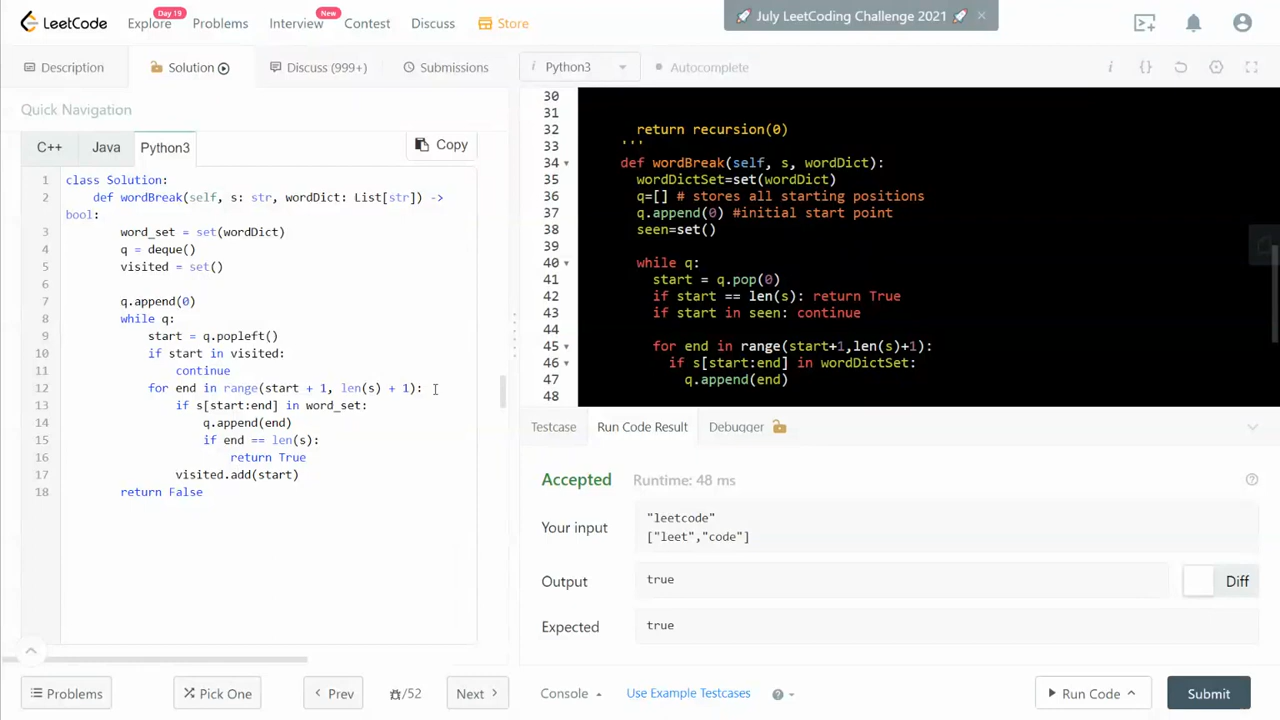 LeetCode
Explore
Day 19
Problems
Interview
New
Contest
Discuss
Store
🚀 July LeetCoding Challenge 2021 🚀 ×
Description
Solution
Discuss (999+)
Submissions
i Python3
Autocomplete
Quick Navigation
C++
Java
Python3
Copy
1 class Solution:
2     def wordBreak(self, s: str, wordDict: List[str]) ->
bool:
3         word_set = set(wordDict)
4         q = deque()
5         visited = set()
6
7         q.append(0)
8         while q:
9             start = q.popleft()
10             if start in visited:
11                 continue
12             for end in range(start + 1, len(s) + 1):
13                 if s[start:end] in word_set:
14                     q.append(end)
15                     if end == len(s):
16                         return True
17                 visited.add(start)
18         return False
30
31
32 return recursion(0)
33 '''
34 def wordBreak(self, s, wordDict):
35   wordDictSet=set(wordDict)
36   q=[] # stores all starting positions
37   q.append(0) #initial start point
38   seen=set()
39
40   while q:
41     start = q.pop(0)
42     if start == len(s): return True
43     if start in seen: continue
44
45     for end in range(start+1,len(s)+1):
46       if s[start:end] in wordDictSet:
47         q.append(end)
48
Testcase
Run Code Result
Debugger
Accepted
Runtime: 48 ms
Your input
"leetcode"
["leet","code"]
Output
true
Diff
Expected
true
Problems
Pick One
Prev
/52
Next
Console
Use Example Testcases
Run Code
Submit